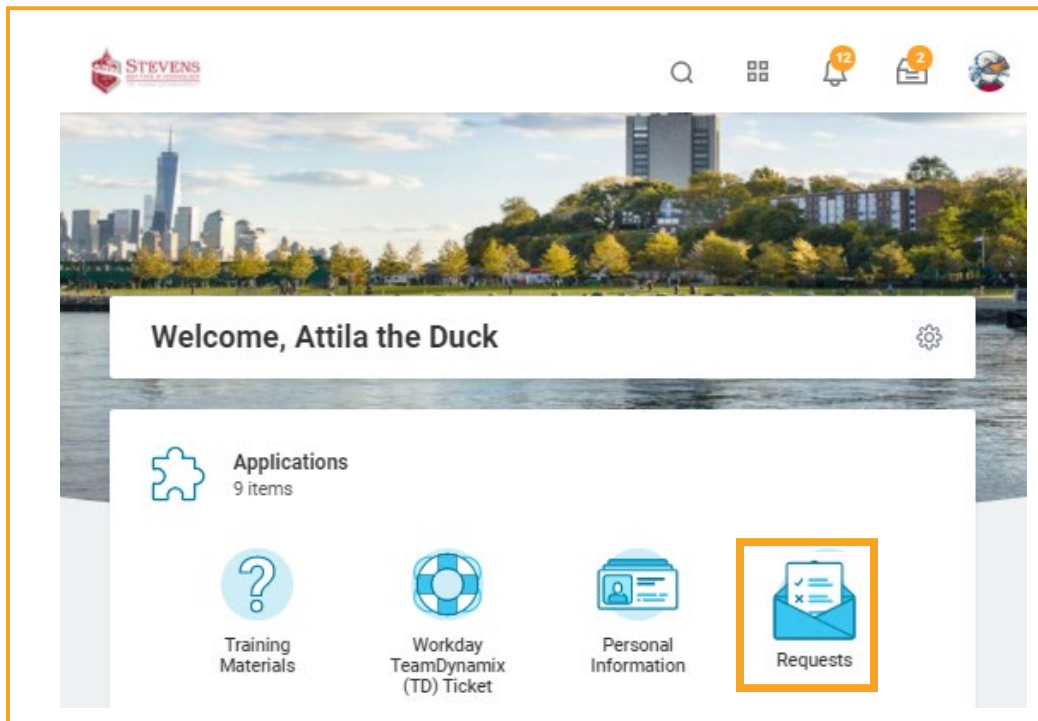 STEVENS
12
2
Welcome, Attila the Duck
Applications
9 items
Training
Materials
Workday
TeamDynamix
(TD) Ticket
Personal
Information
Requests